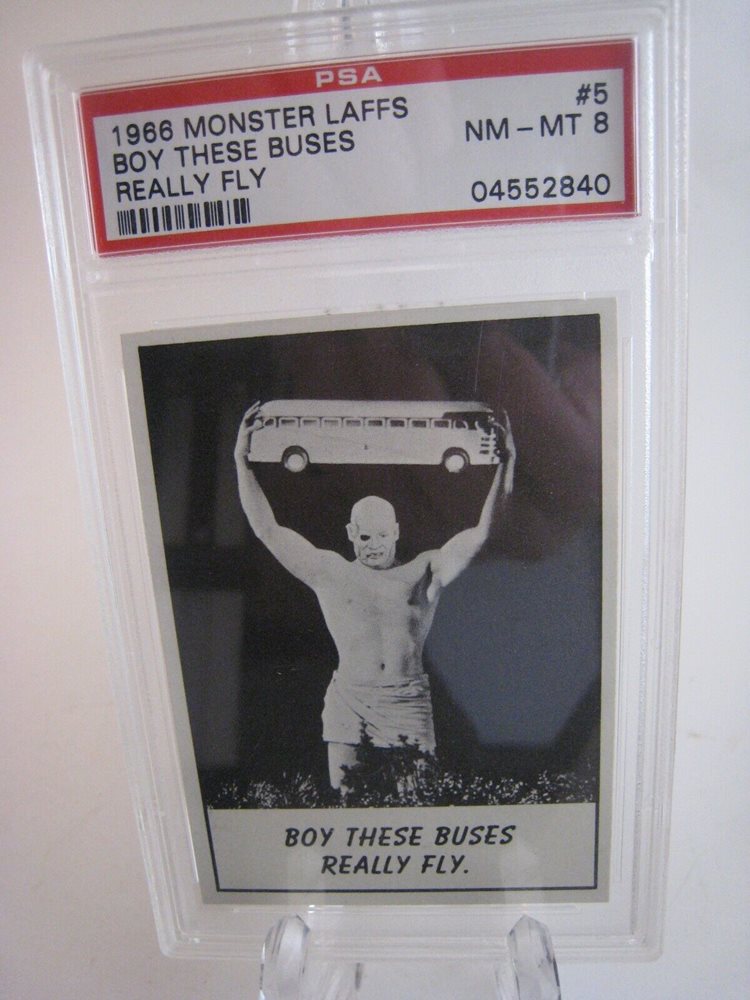 PSA
1966 MONSTER LAFFS #5
BOY THESE BUSES NM - MT 8
REALLY FLY 04552840
BOY THESE BUSES
REALLY FLY.